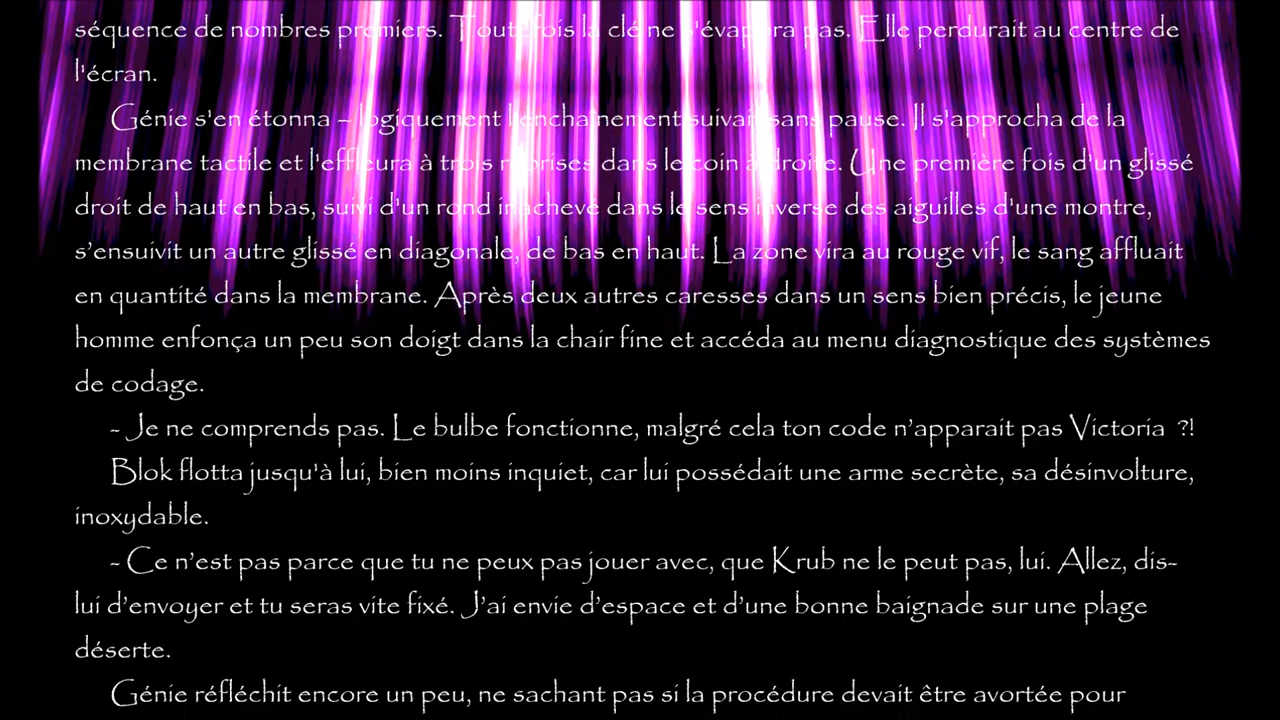 séquence de nombres premiers. Toutefois la clé ne s'évapora pas. Elle perdurait au centre de
l'écran.
Génie s'en étonna – logiquement l'enchaînement suivait sans pause. Il s'approcha de la
membrane tactile et l'effleura à trois reprises dans le coin à droite. Une première fois d'un glissé
droit de haut en bas, suivi d'un rond inachevé dans le sens inverse des aiguilles d'une montre,
s’ensuivit un autre glissé en diagonale, de bas en haut. La zone vira au rouge vif, le sang affluait
en quantité dans la membrane. Après deux autres caresses dans un sens bien précis, le jeune
homme enfonça un peu son doigt dans la chair fine et accéda au menu diagnostique des systèmes
de codage.
- Je ne comprends pas. Le bulbe fonctionne, malgré cela ton code n’apparait pas Victoria ?!
Blok flotta jusqu'à lui, bien moins inquiet, car lui possédait une arme secrète, sa désinvolture,
inoxydable.
- Ce n’est pas parce que tu ne peux pas jouer avec, que Krub ne le peut pas, lui. Allez, dis-
lui d’envoyer et tu seras vite fixé. J’ai envie d’espace et d’une bonne baignade sur une plage
déserte.
Génie réfléchit encore un peu, ne sachant pas si la procédure devait être avortée pour